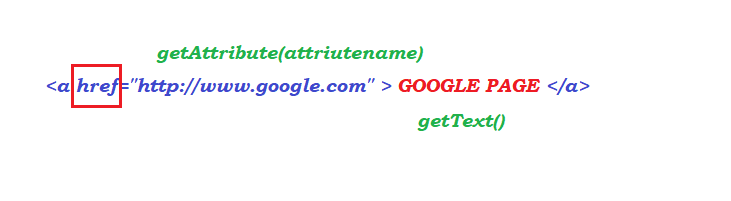 getAttribute(attriutename)
<a href="http://www.google.com" > GOOGLE PAGE </a>
getText()